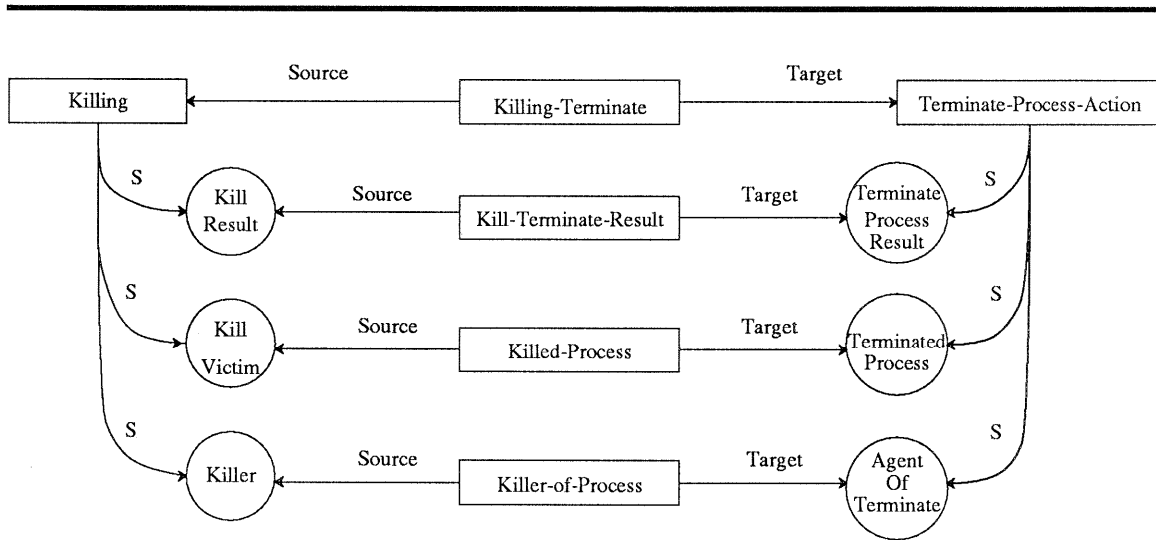 Source
Target
Killing
Killing-Terminate
Terminate-Process-Action
S
Kill
Result
Source
Kill-Terminate-Result
Target
Terminate
Process
Result
S
S
Kill
Victim
Source
Killed-Process
Target
Terminated
Process
S
S
Killer
Source
Killer-of-Process
Target
Agent
Of
Terminate
S